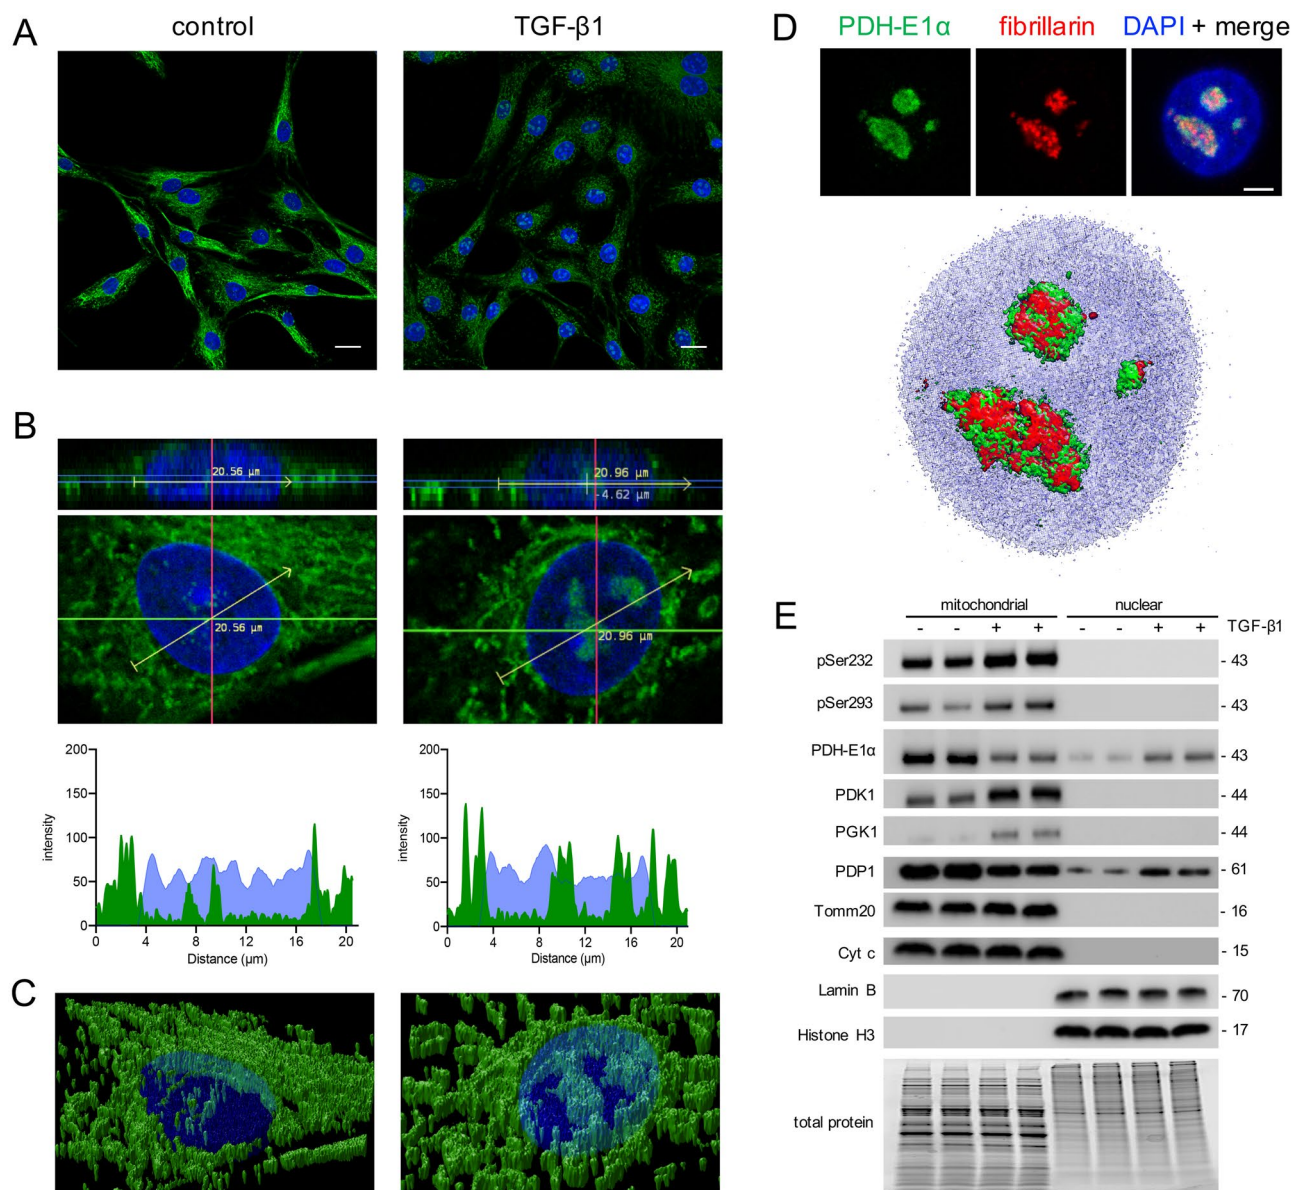 A
control
TGF-β1
B
20.56 µm
20.56 µm
20.96 µm
-4.62 µm
20.96 µm
200
150
100
50
0
intensity
0 4 8 12 16 20
Distance (µm)
200
150
100
50
0
intensity
0 4 8 12 16 20
Distance (µm)
C
D
PDH-E1α fibrillarin DAPI + merge
E
mitochondrial nuclear
- - + + - - + + TGF-β1
pSer232 - 43
pSer293 - 43
PDH-E1α - 43
PDK1 - 44
PGK1 - 44
PDP1 - 61
Tomm20 - 16
Cyt c - 15
Lamin B - 70
Histone H3 - 17
total protein